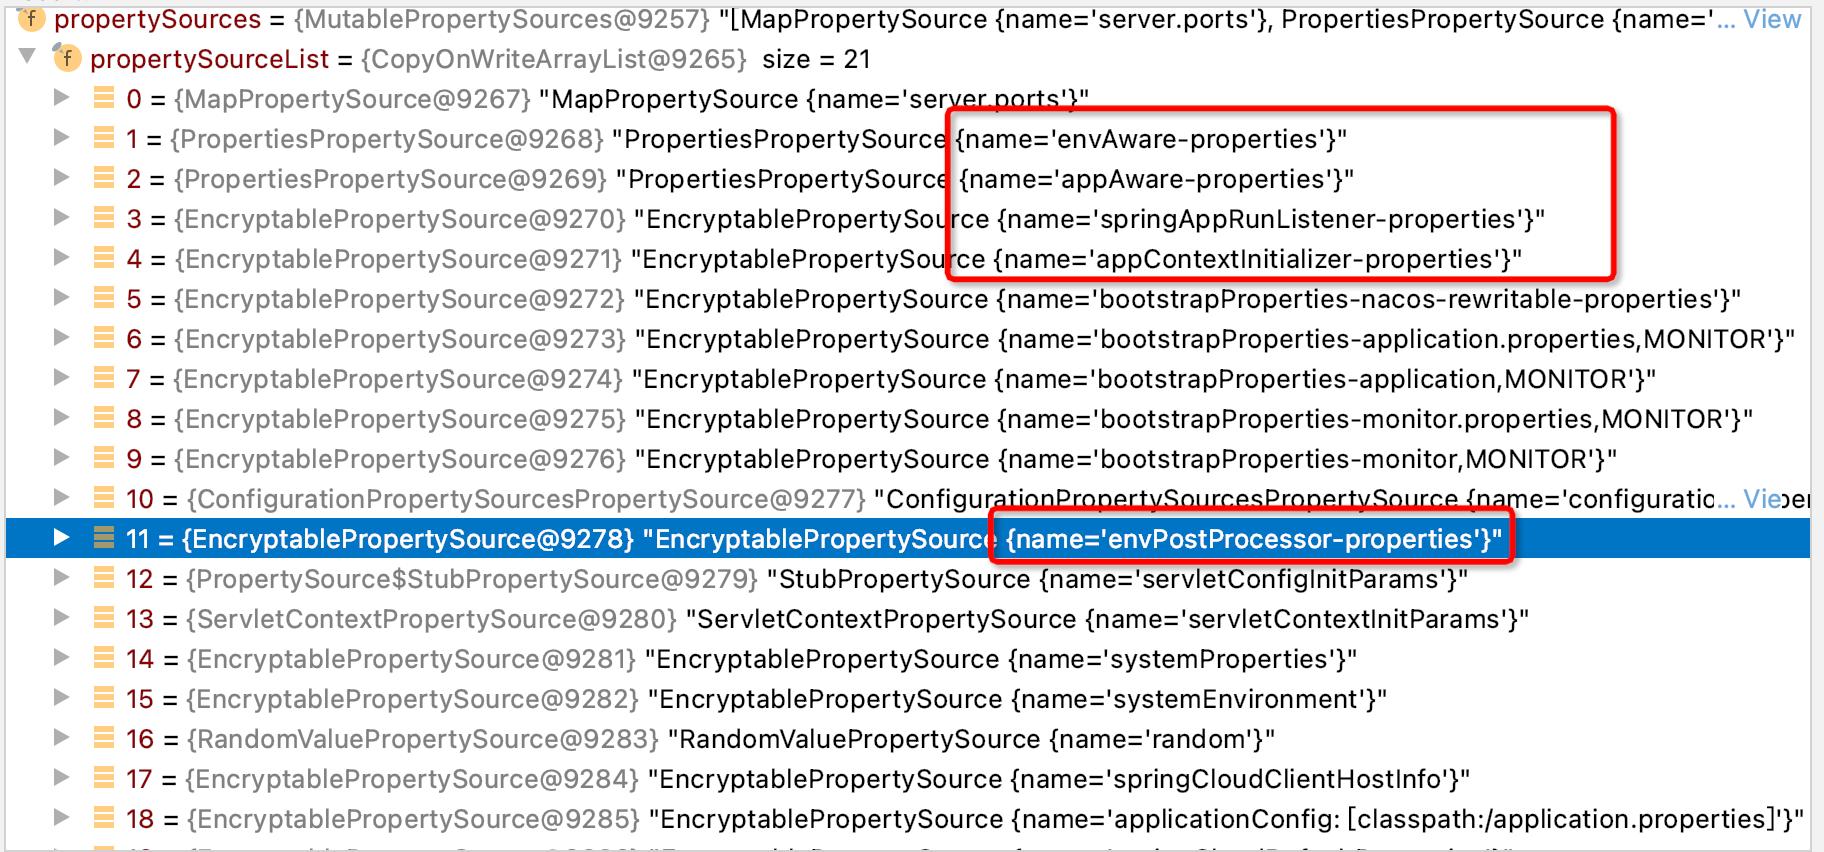 f propertySources = {MutablePropertySources@9257} "[MapPropertySource {name='server.ports'}, PropertiesPropertySource {name='... View
f propertySourceList = {CopyOnWriteArrayList@9265} size = 21
0 = {MapPropertySource@9267} "MapPropertySource {name='server.ports'}"
1 = {PropertiesPropertySource@9268} "PropertiesPropertySource {name='envAware-properties'}"
2 = {PropertiesPropertySource@9269} "PropertiesPropertySource {name='appAware-properties'}"
3 = {EncryptablePropertySource@9270} "EncryptablePropertySource {name='springAppRunListener-properties'}"
4 = {EncryptablePropertySource@9271} "EncryptablePropertySource {name='appContextInitializer-properties'}"
5 = {EncryptablePropertySource@9272} "EncryptablePropertySource {name='bootstrapProperties-nacos-rewritable-properties'}"
6 = {EncryptablePropertySource@9273} "EncryptablePropertySource {name='bootstrapProperties-application.properties,MONITOR'}"
7 = {EncryptablePropertySource@9274} "EncryptablePropertySource {name='bootstrapProperties-application,MONITOR'}"
8 = {EncryptablePropertySource@9275} "EncryptablePropertySource {name='bootstrapProperties-monitor.properties,MONITOR'}"
9 = {EncryptablePropertySource@9276} "EncryptablePropertySource {name='bootstrapProperties-monitor,MONITOR'}"
10 = {ConfigurationPropertySourcesPropertySource@9277} "ConfigurationPropertySourcesPropertySource {name='configuratio... Vie
11 = {EncryptablePropertySource@9278} "EncryptablePropertySource {name='envPostProcessor-properties'}"
12 = {PropertySource$StubPropertySource@9279} "StubPropertySource {name='servletConfigInitParams'}"
13 = {ServletContextPropertySource@9280} "ServletContextPropertySource {name='servletContextInitParams'}"
14 = {EncryptablePropertySource@9281} "EncryptablePropertySource {name='systemProperties'}"
15 = {EncryptablePropertySource@9282} "EncryptablePropertySource {name='systemEnvironment'}"
16 = {RandomValuePropertySource@9283} "RandomValuePropertySource {name='random'}"
17 = {EncryptablePropertySource@9284} "EncryptablePropertySource {name='springCloudClientHostInfo'}"
18 = {EncryptablePropertySource@9285} "EncryptablePropertySource {name='applicationConfig: [classpath:/application.properties]'}"